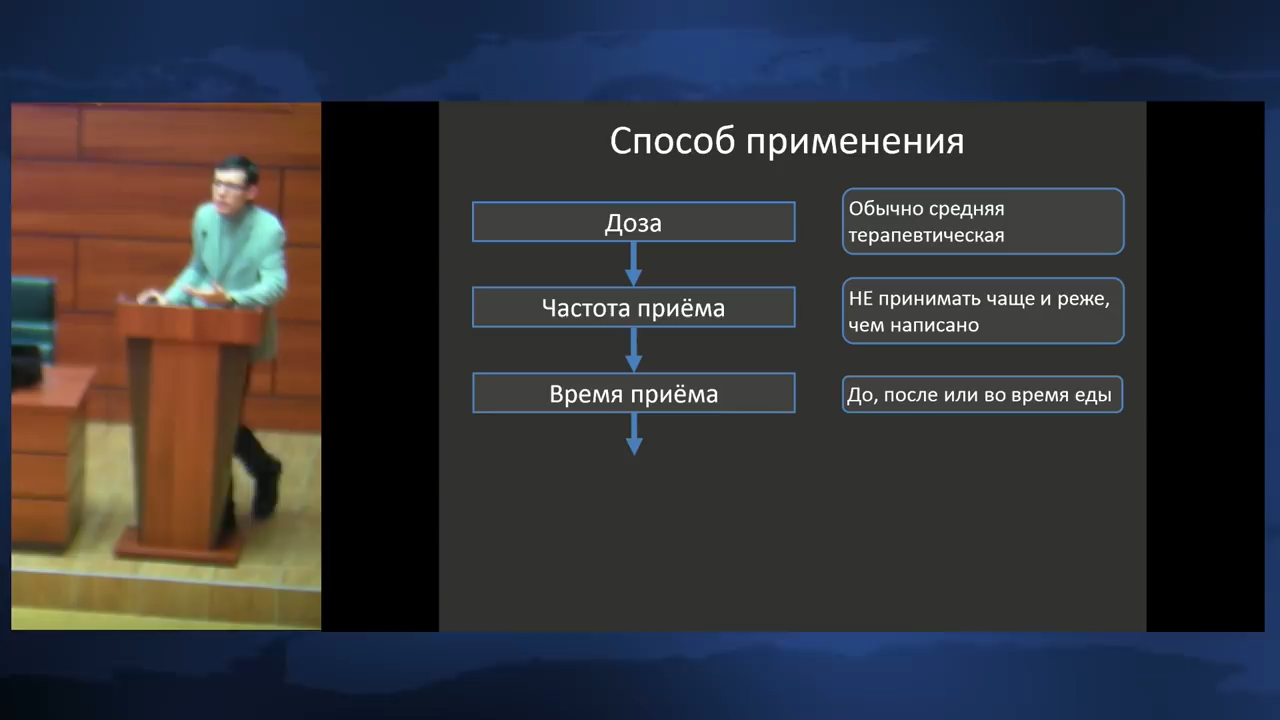 Способ применения
Доза
Обычно средняя
терапевтическая
Частота приёма
НЕ принимать чаще и реже,
чем написано
Время приёма
До, после или во время еды